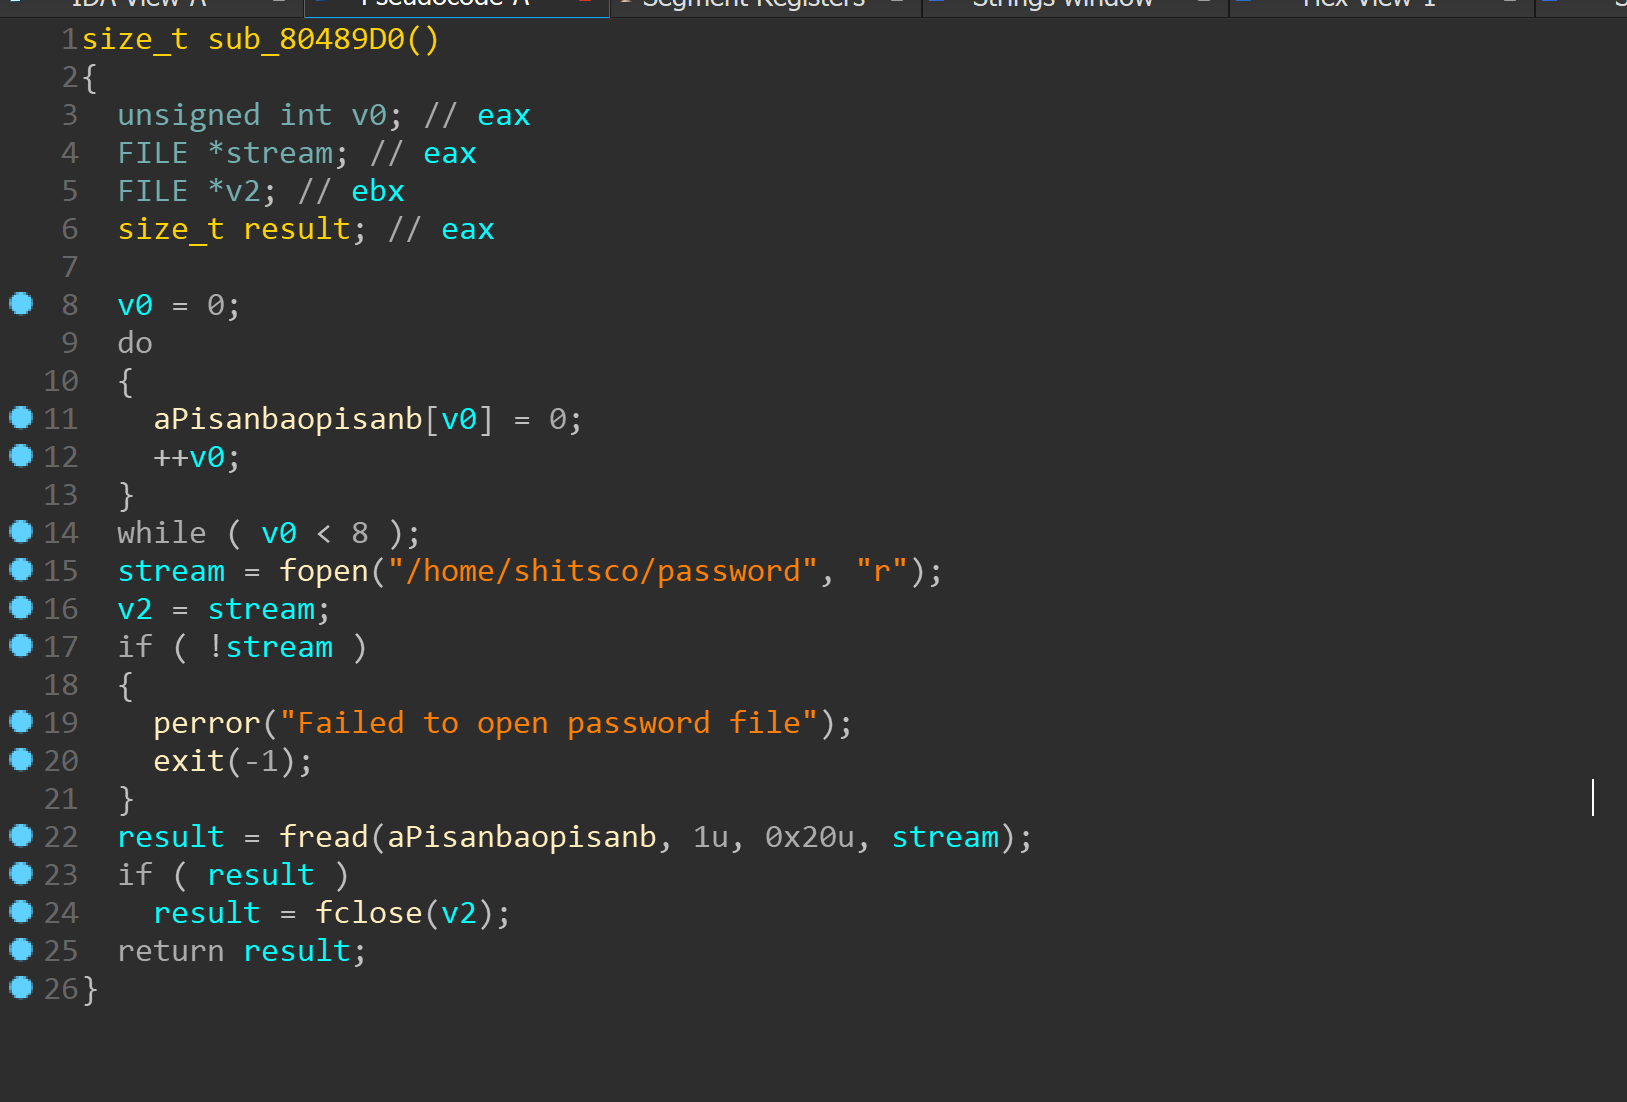 IDA View-A Pseudocode-A Segment Registers Strings window Hex View-1
1 size_t sub_80489D0()
2 {
3 unsigned int v0; // eax
4 FILE *stream; // eax
5 FILE *v2; // ebx
6 size_t result; // eax
7
8 v0 = 0;
9 do
10 {
11 aPisanbaopisanb[v0] = 0;
12 ++v0;
13 }
14 while ( v0 < 8 );
15 stream = fopen("/home/shitsco/password", "r");
16 v2 = stream;
17 if ( !stream )
18 {
19 perror("Failed to open password file");
20 exit(-1);
21 }
22 result = fread(aPisanbaopisanb, 1u, 0x20u, stream);
23 if ( result )
24 result = fclose(v2);
25 return result;
26 }